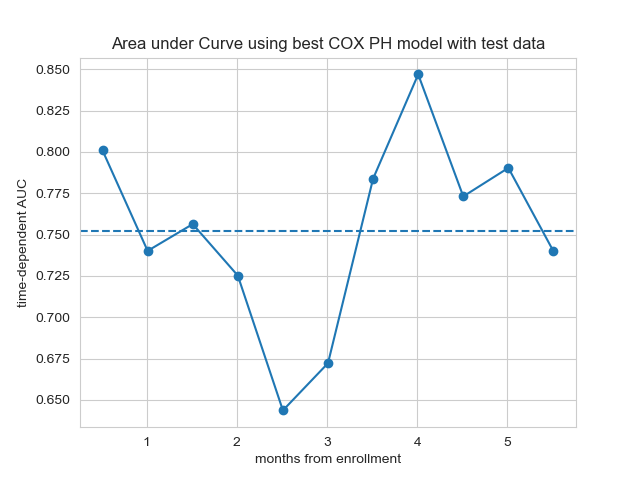 Area under Curve using best COX PH model with test data
0.850
0.825
0.800
0.775
0.750
0.725
0.700
0.675
0.650
time-dependent AUC
1 2 3 4 5
months from enrollment